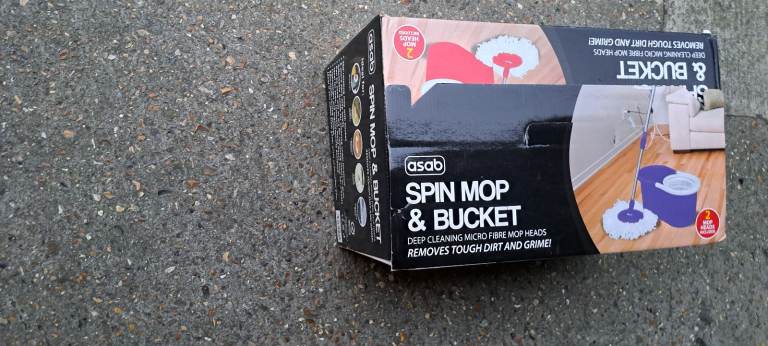 asab
SPIN MOP
& BUCKET
DEEP CLEANING MICRO FIBRE MOP HEADS
REMOVES TOUGH DIRT AND GRIME!
2
MOP
HEADS
INCLUDED
asab
SPIN MOP & BUCKET
2
MOP
HEADS
INCLUDED
& BUCKET
DEEP CLEANING MICRO FIBRE MOP HEADS
REMOVES TOUGH DIRT AND GRIME!